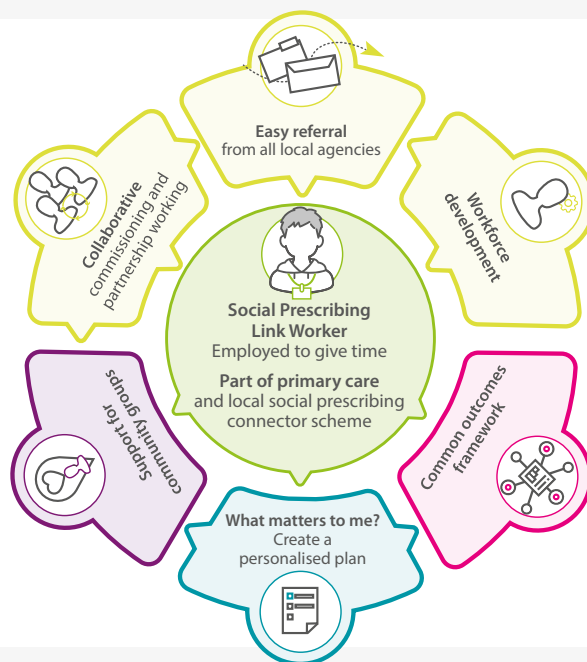 Easy referral
from all local agencies
Workforce
development
Common outcomes
framework
What matters to me?
Create a
personalised plan
Support for
community groups
Collaborative
commissioning and
partnership working
Social Prescribing
Link Worker
Employed to give time
Part of primary care
and local social prescribing
connector scheme